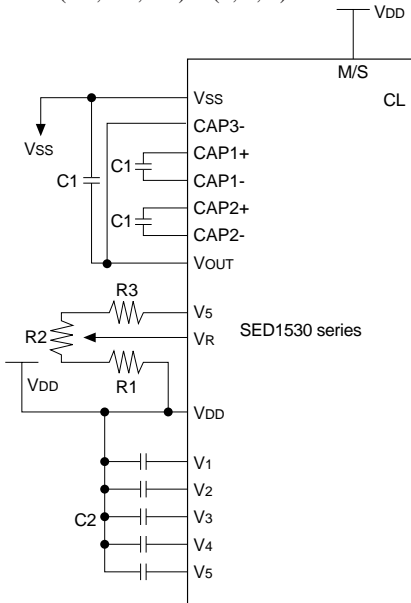 VDD
M/S
CL
VSS
CAP3-
CAP1+
CAP1-
CAP2+
CAP2-
VOUT
VSS
C1
C1
C1
R3
V5
R2
VR
SED1530 series
R1
VDD
VDD
V1
V2
C2
V3
V4
V5